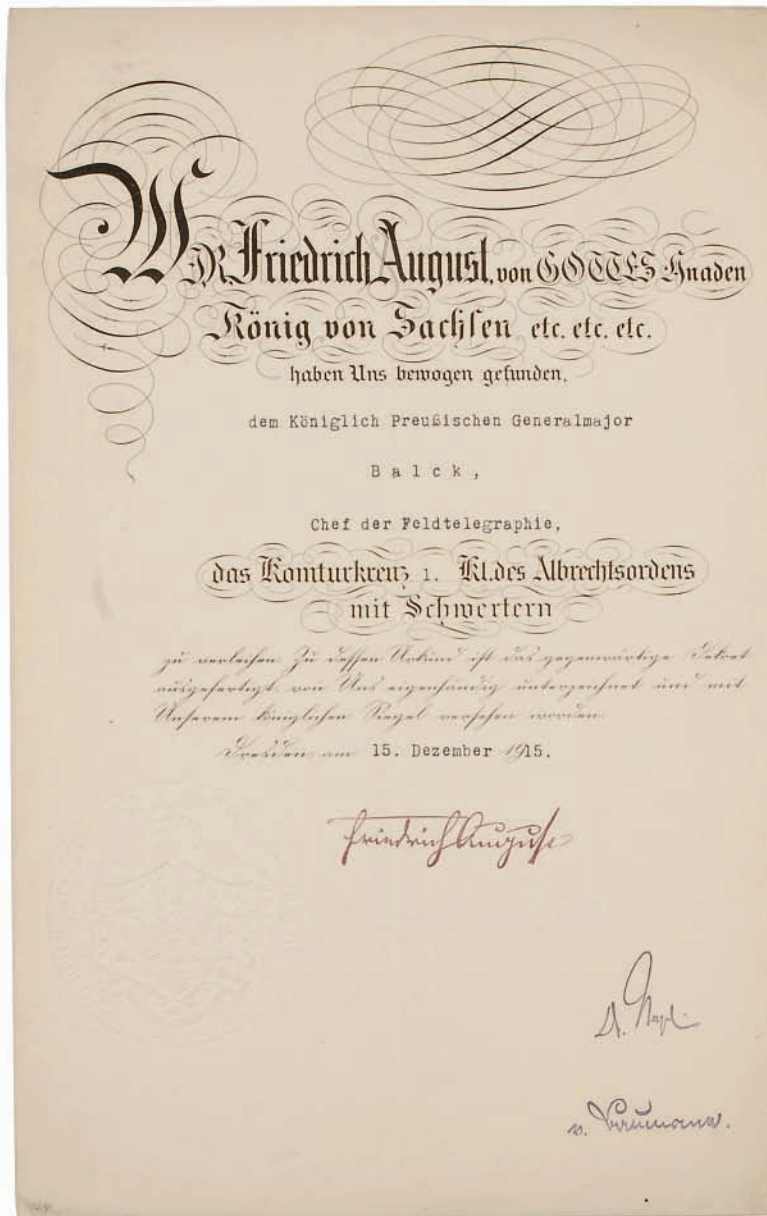 WIR, Friedrich August, von GOTTES Gnaden
König von Sachsen etc. etc. etc.
haben Uns bewogen gefunden,
dem Königlich Preußischen Generalmajor
Balck,
Chef der Feldtelegraphie,
das Komturkreuz 1. Kl. des Albrechtsordens
mit Schwertern
zu verleihen. Zu dessen Urkund ist das gegenwärtige Dekret
ausgefertigt, von Uns eigenhändig unterzeichnet und mit
Unserem Königlichen Siegel versehen worden.
Dresden, am 15. Dezember 1915.
Friedrich August